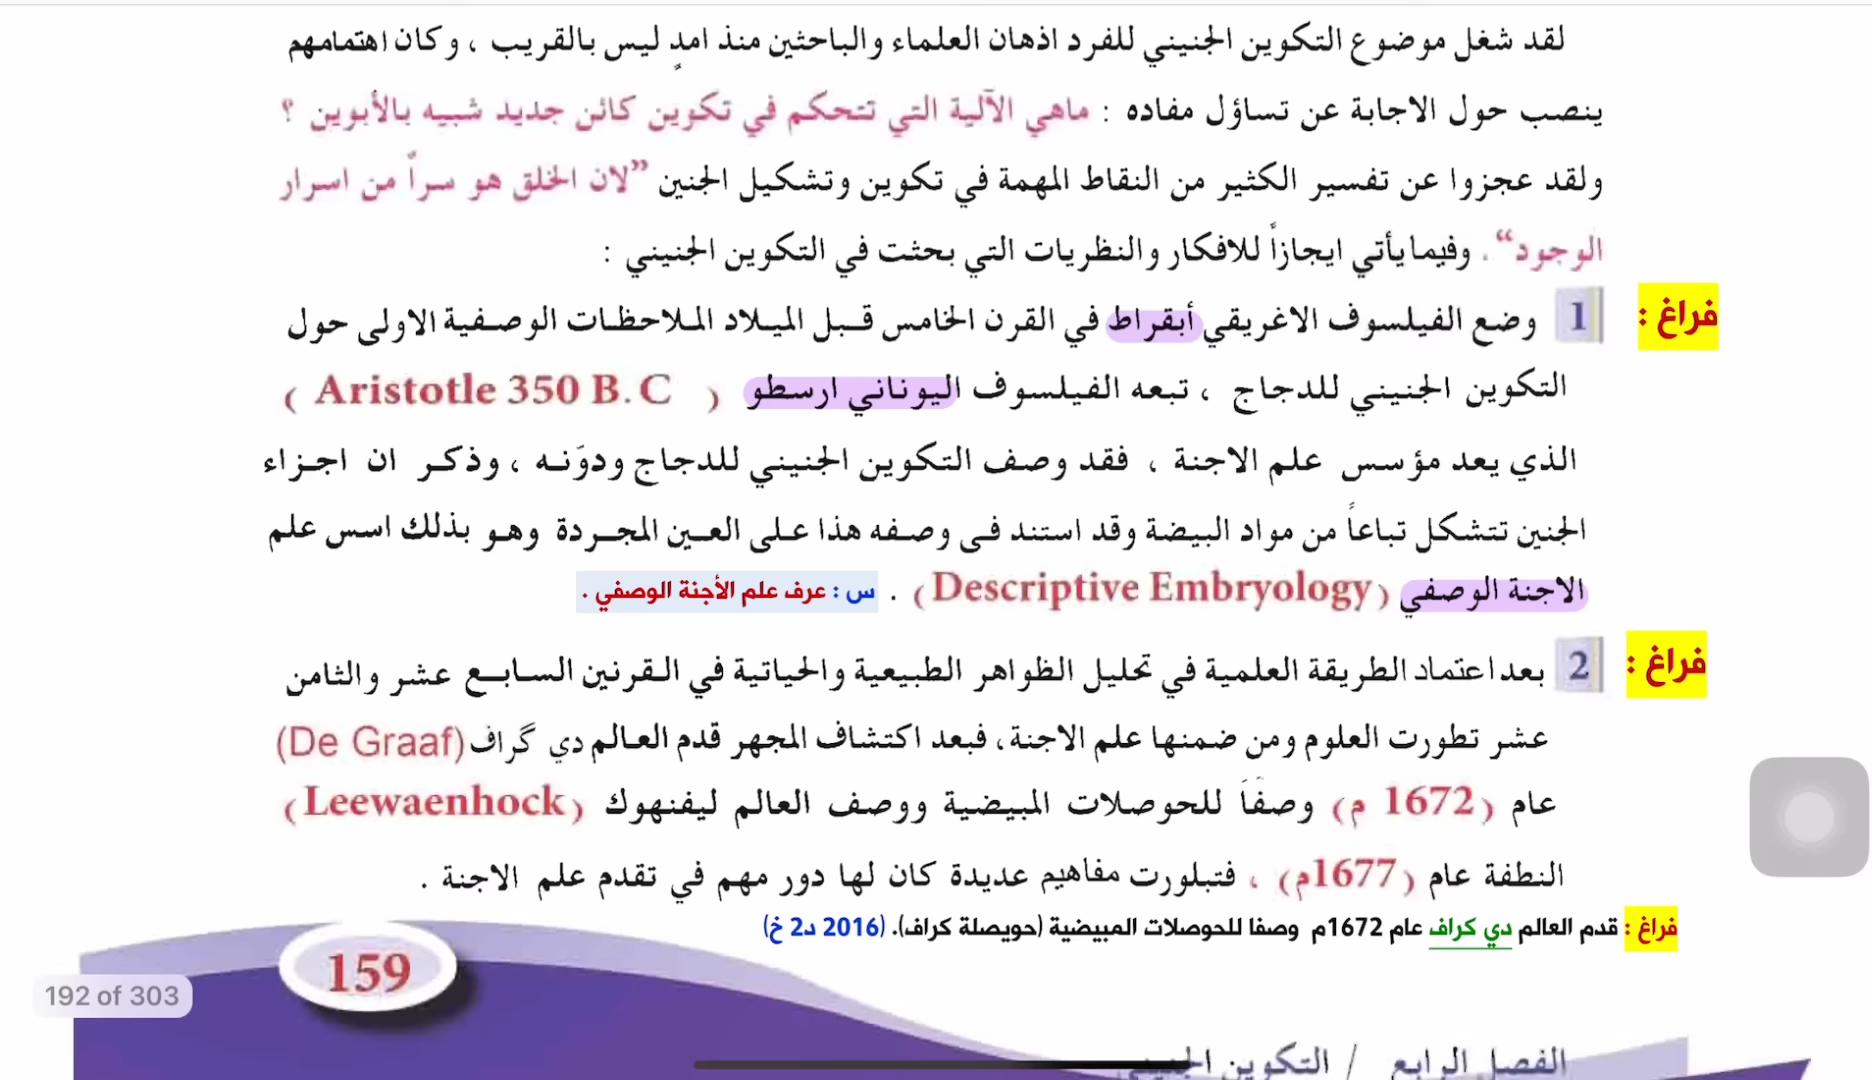 لقد شغل موضوع التكوين الجنيني للفرد اذهان العلماء والباحثين منذ امدٍ ليس بالقريب ، وكان اهتمامهم
ينصب حول الاجابة عن تساؤل مفاده : ماهي الآلية التي تتحكم في تكوين كائن جديد شبيه بالأبوين ؟
ولقد عجزوا عن تفسير الكثير من النقاط المهمة في تكوين وتشكيل الجنين ”لان الخلق هو سراً من اسرار
الوجود“ . وفيما يأتي ايجازاً للافكار والنظريات التي بحثت في التكوين الجنيني :
فراغ : 1 وضع الفيلسوف الاغريقي أبقراط في القرن الخامس قبل الميلاد الملاحظات الوصفية الاولى حول
التكوين الجنيني للدجاج ، تبعه الفيلسوف اليوناني ارسطو ( Aristotle 350 B.C )
الذي يعد مؤسس علم الاجنة ، فقد وصف التكوين الجنيني للدجاج ودوّنه ، وذكر ان اجزاء
الجنين تتشكل تباعاً من مواد البيضة وقد استند فى وصفه هذا على العين المجردة وهو بذلك اسس علم
الاجنة الوصفي (Descriptive Embryology) . س : عرف علم الأجنة الوصفي .
فراغ : 2 بعد اعتماد الطريقة العلمية في تحليل الظواهر الطبيعية والحياتية في القرنين السابع عشر والثامن
عشر تطورت العلوم ومن ضمنها علم الاجنة، فبعد اكتشاف المجهر قدم العالم دي گراف (De Graaf)
عام (1672 م) وصفاً للحوصلات المبيضية ووصف العالم ليفنهوك (Leewaenhock)
النطفة عام (1677م) ، فتبلورت مفاهيم عديدة كان لها دور مهم في تقدم علم الاجنة .
فراغ : قدم العالم دي كراف عام 1672م وصفا للحوصلات المبيضية (حويصلة كراف). (2016 د2 خ)
159
192 of 303
الفصل الرابع / التكوين الجنيني